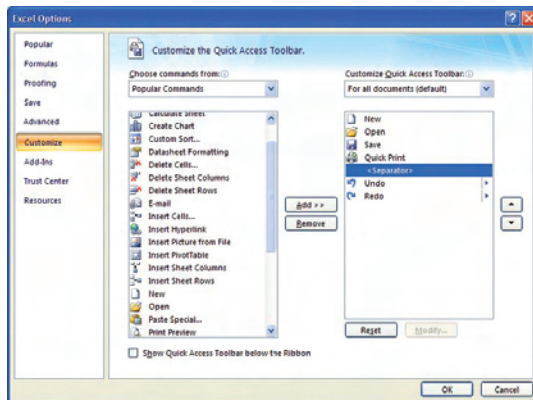 Excel Options
Popular
Formulas
Proofing
Save
Advanced
Customize
Add-Ins
Trust Center
Resources
Customize the Quick Access Toolbar.
Choose commands from:
Popular Commands
Calculate Sheet
Create Chart
Custom Sort...
Datasheet Formatting
Delete Cells...
Delete Sheet Columns
Delete Sheet Rows
E-mail
Insert Cells...
Insert Hyperlink
Insert Picture from File
Insert PivotTable
Insert Sheet Columns
Insert Sheet Rows
New
Open
Paste Special...
Print Preview
Show Quick Access Toolbar below the Ribbon
Add >>
Remove
Customize Quick Access Toolbar:
For all documents (default)
New
Open
Save
Quick Print
<Separator>
Undo
Redo
Reset
Modify...
OK
Cancel